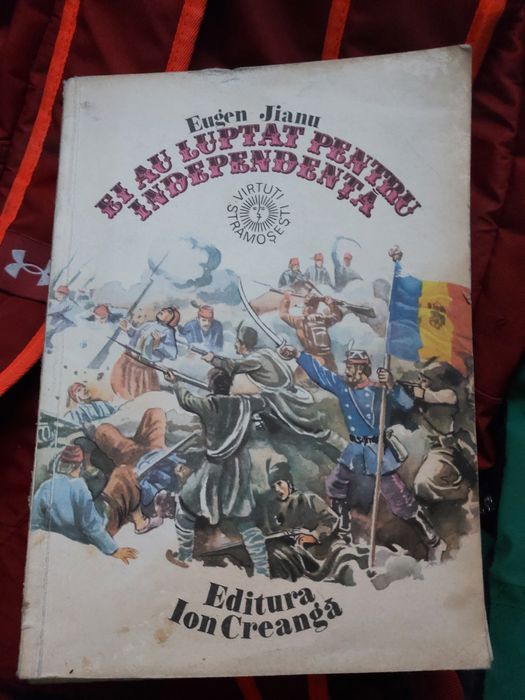 Eugen Jianu
EI AU LUPTAT PENTRU
INDEPENDENȚA
VIRTUȚI
STRĂMOȘEȘTI
Editura
Ion Creangă